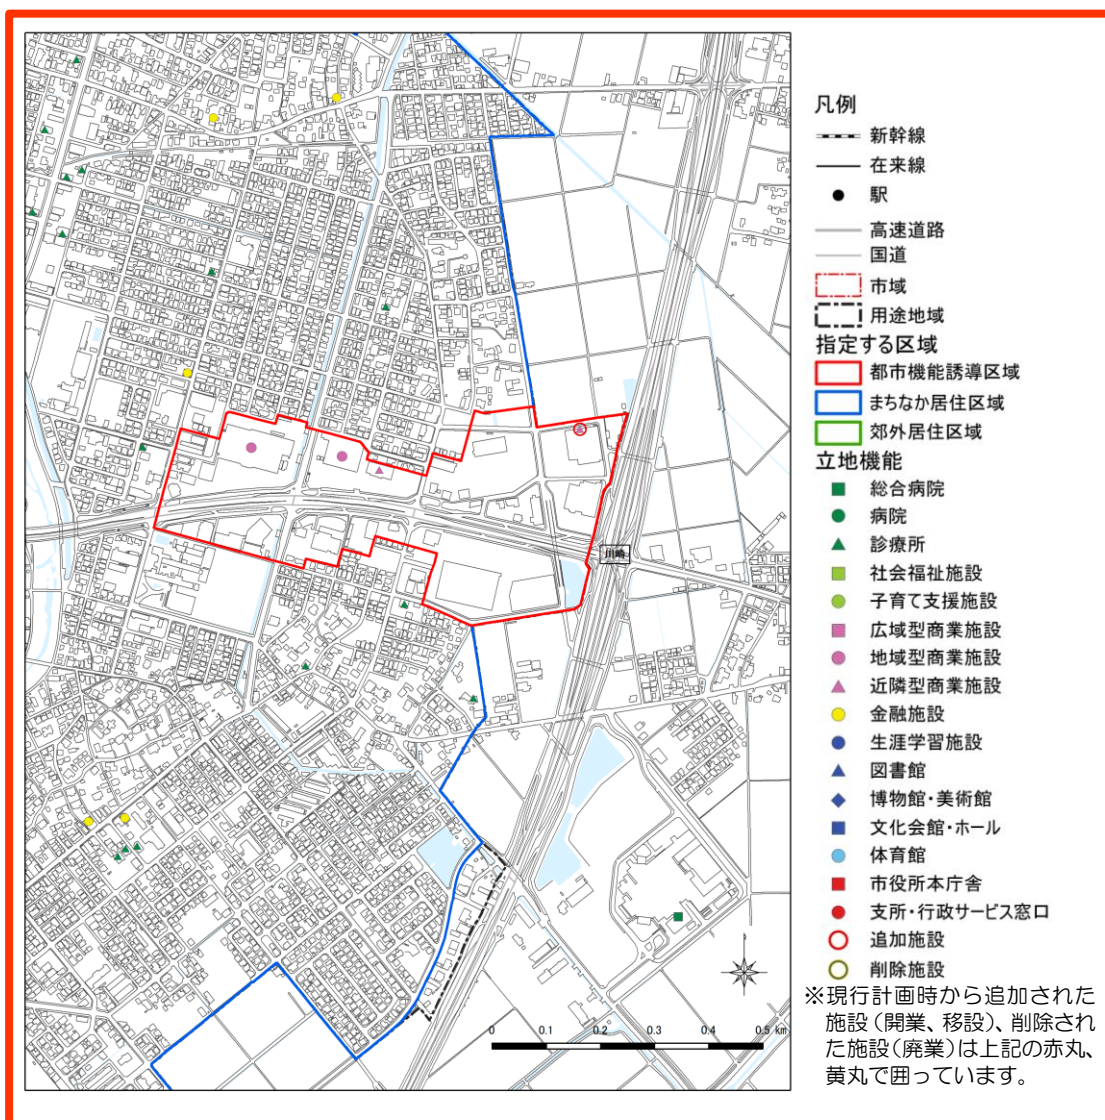 凡例
新幹線
在来線
駅
高速道路
国道
市域
用途地域
指定する区域
都市機能誘導区域
まちなか居住区域
郊外居住区域
立地機能
総合病院
病院
診療所
社会福祉施設
子育て支援施設
広域型商業施設
地域型商業施設
近隣型商業施設
金融施設
生涯学習施設
図書館
博物館・美術館
文化会館・ホール
体育館
市役所本庁舎
支所・行政サービス窓口
追加施設
削除施設
※現行計画時から追加された
施設(開業、移設)、削除され
た施設(廃業)は上記の赤丸、
黄丸で囲っています。
川崎
0 0.1 0.2 0.3 0.4 0.5 km